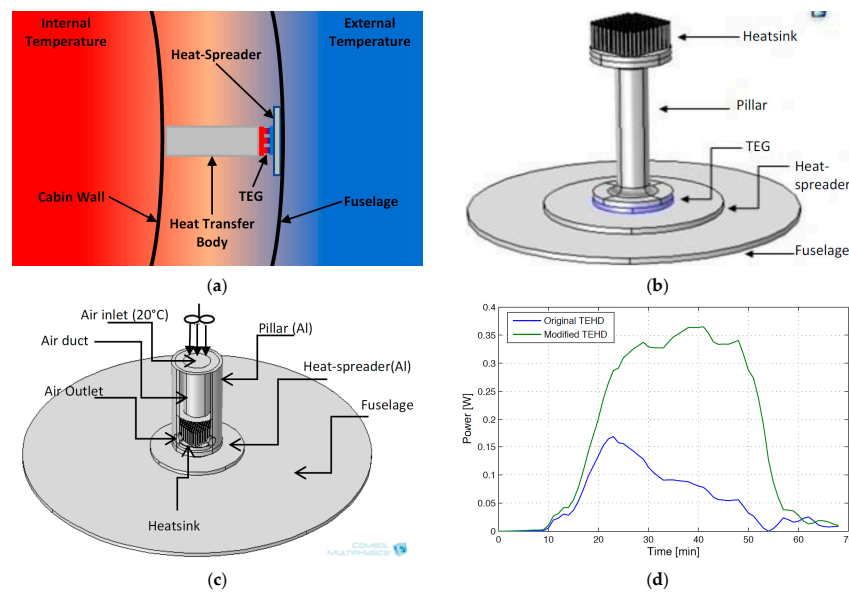 Internal
Temperature
External
Temperature
Heat-Spreader
Cabin Wall
TEG
Heat Transfer
Body
Fuselage
(a)
Heatsink
Pillar
TEG
Heat-
spreader
Fuselage
(b)
Air inlet (20°C)
Pillar (Al)
Air duct
Heat-spreader(Al)
Air Outlet
Fuselage
Heatsink
COMSOL
MULTIPHYSICS
(c)
0.4
0.35
0.3
0.25
0.2
0.15
0.1
0.05
0
Power [W]
Original TEHD
Modified TEHD
0 10 20 30 40 50 60 70
Time [min]
(d)